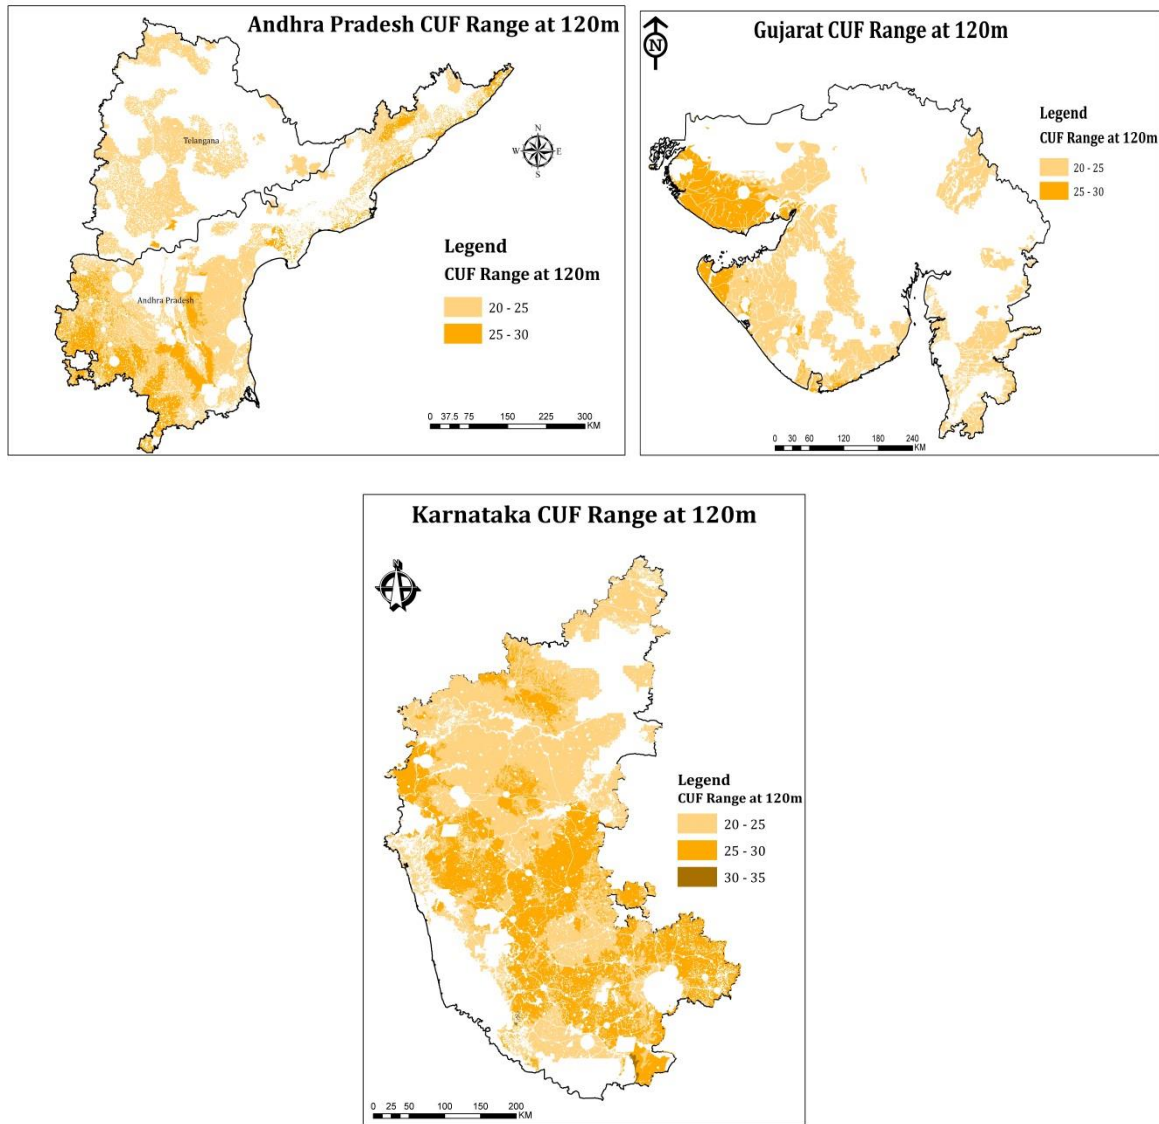 Andhra Pradesh CUF Range at 120m
Telangana
Andhra Pradesh
N
W E
S
Legend
CUF Range at 120m
20 - 25
25 - 30
0 37.5 75 150 225 300
KM
Gujarat CUF Range at 120m
N
Legend
CUF Range at 120m
20 - 25
25 - 30
0 30 60 120 180 240
KM
Karnataka CUF Range at 120m
Legend
CUF Range at 120m
20 - 25
25 - 30
30 - 35
0 25 50 100 150 200
KM